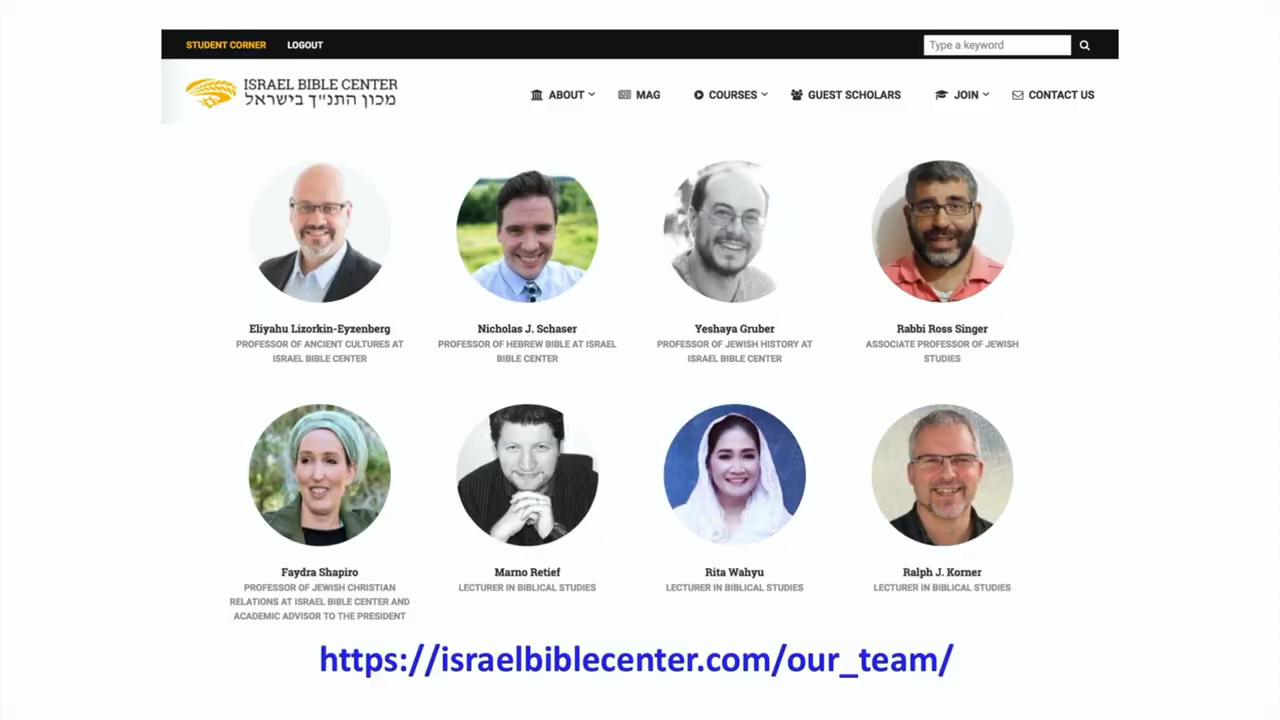 STUDENT CORNER LOGOUT Type a keyword
ISRAEL BIBLE CENTER
מכון התנ״ך בישראל
ABOUT MAG COURSES GUEST SCHOLARS JOIN CONTACT US
Eliyahu Lizorkin-Eyzenberg
PROFESSOR OF ANCIENT CULTURES AT
ISRAEL BIBLE CENTER
Nicholas J. Schaser
PROFESSOR OF HEBREW BIBLE AT ISRAEL
BIBLE CENTER
Yeshaya Gruber
PROFESSOR OF JEWISH HISTORY AT
ISRAEL BIBLE CENTER
Rabbi Ross Singer
ASSOCIATE PROFESSOR OF JEWISH
STUDIES
Faydra Shapiro
PROFESSOR OF JEWISH CHRISTIAN
RELATIONS AT ISRAEL BIBLE CENTER AND
ACADEMIC ADVISOR TO THE PRESIDENT
Marno Retief
LECTURER IN BIBLICAL STUDIES
Rita Wahyu
LECTURER IN BIBLICAL STUDIES
Ralph J. Korner
LECTURER IN BIBLICAL STUDIES
https://israelbiblecenter.com/our_team/